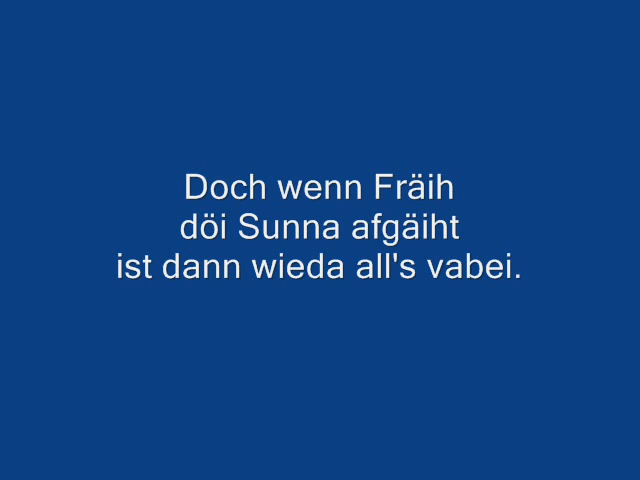 Doch wenn Fräih
döi Sunna afgäiht
ist dann wieda all's vabei.